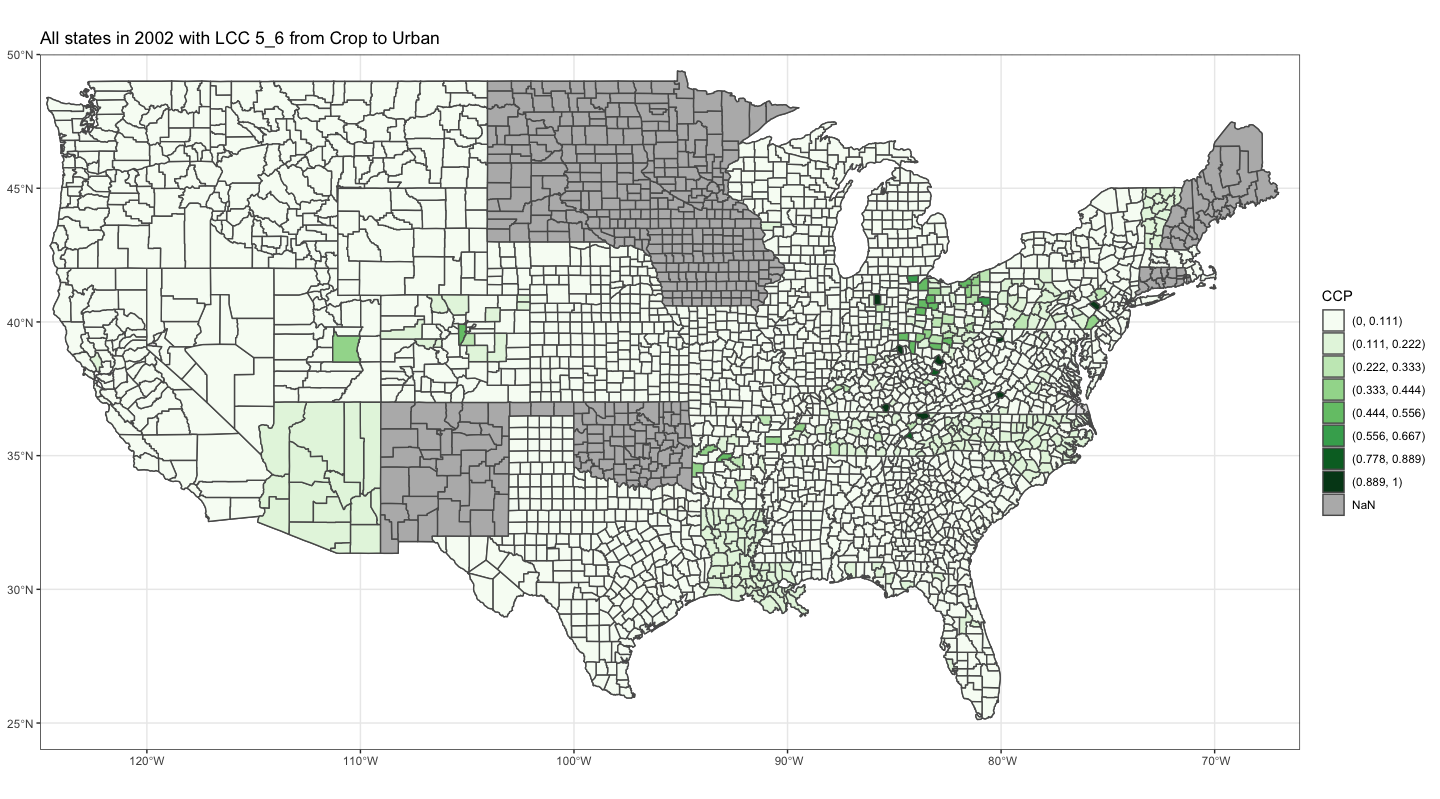 All states in 2002 with LCC 5_6 from Crop to Urban
50°N
45°N
40°N
35°N
30°N
25°N
120°W
110°W
100°W
90°W
80°W
70°W
CCP
(0, 0.111)
(0.111, 0.222)
(0.222, 0.333)
(0.333, 0.444)
(0.444, 0.556)
(0.556, 0.667)
(0.778, 0.889)
(0.889, 1)
NaN